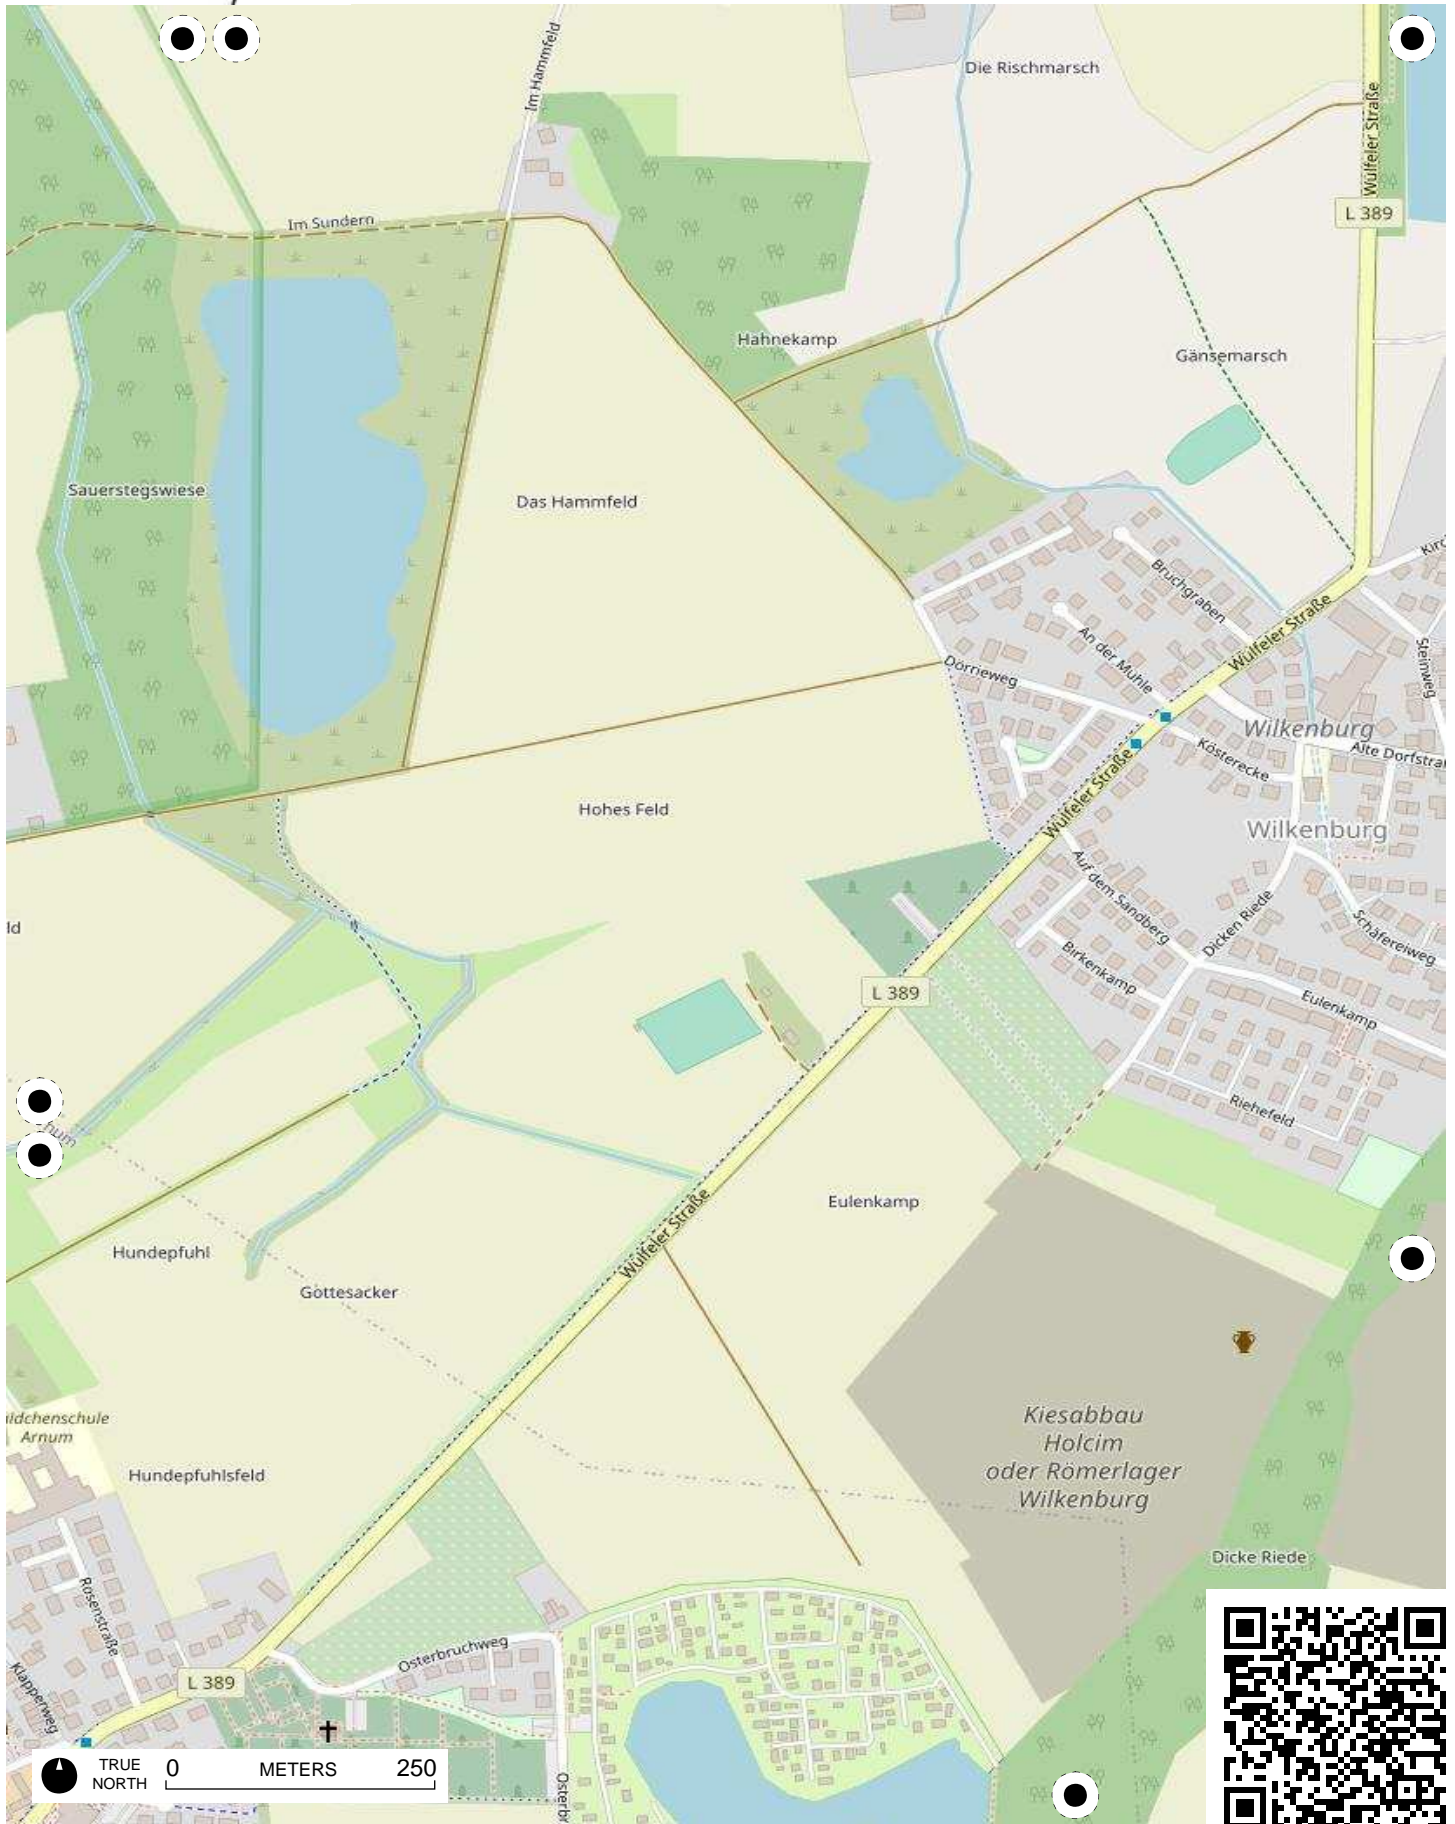 Im Hammfeld
Die Rischmarsch
Wülfeler Straße
L 389
Im Sundern
Hahnekamp
Gänsemarsch
Sauerstegswiese
Das Hammfeld
Bruchgraben
An der Mühle
Wülfeler Straße
Steinweg
Dörrieweg
Wilkenburg
Kösterecke
Wülfeler Straße
Hohes Feld
Wilkenburg
Auf dem Sandberg
Dicken Riede
Schäfereiweg
Birkenkamp
L 389
Eulenkamp
Riehefeld
Eulenkamp
Wülfeler Straße
Hundepfuhl
Gottesacker
Arnum
Kiesabbau
Holcim
oder Römerlager
Wilkenburg
Hundepfuhlsfeld
Dicke Riede
Rosenstraße
Osterbruchweg
Klapperweg
L 389
TRUE
NORTH
0 METERS 250